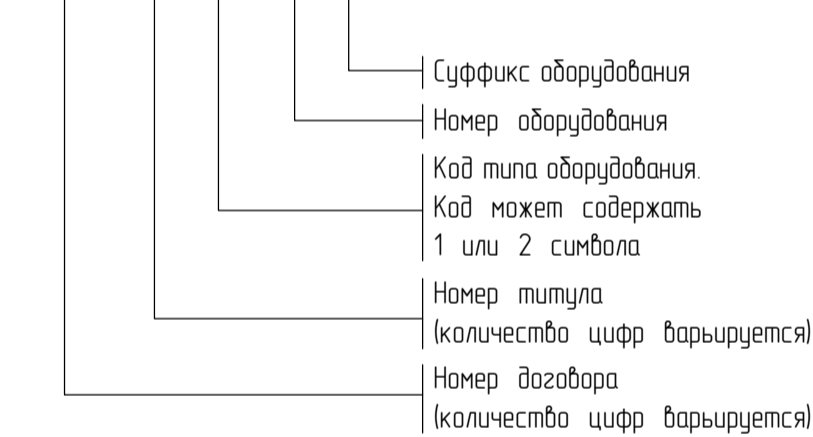 Суффикс оборудования
Номер оборудования
Код типа оборудования.
Код может содержать
1 или 2 символа
Номер титула
(количество цифр варьируется)
Номер договора
(количество цифр варьируется)